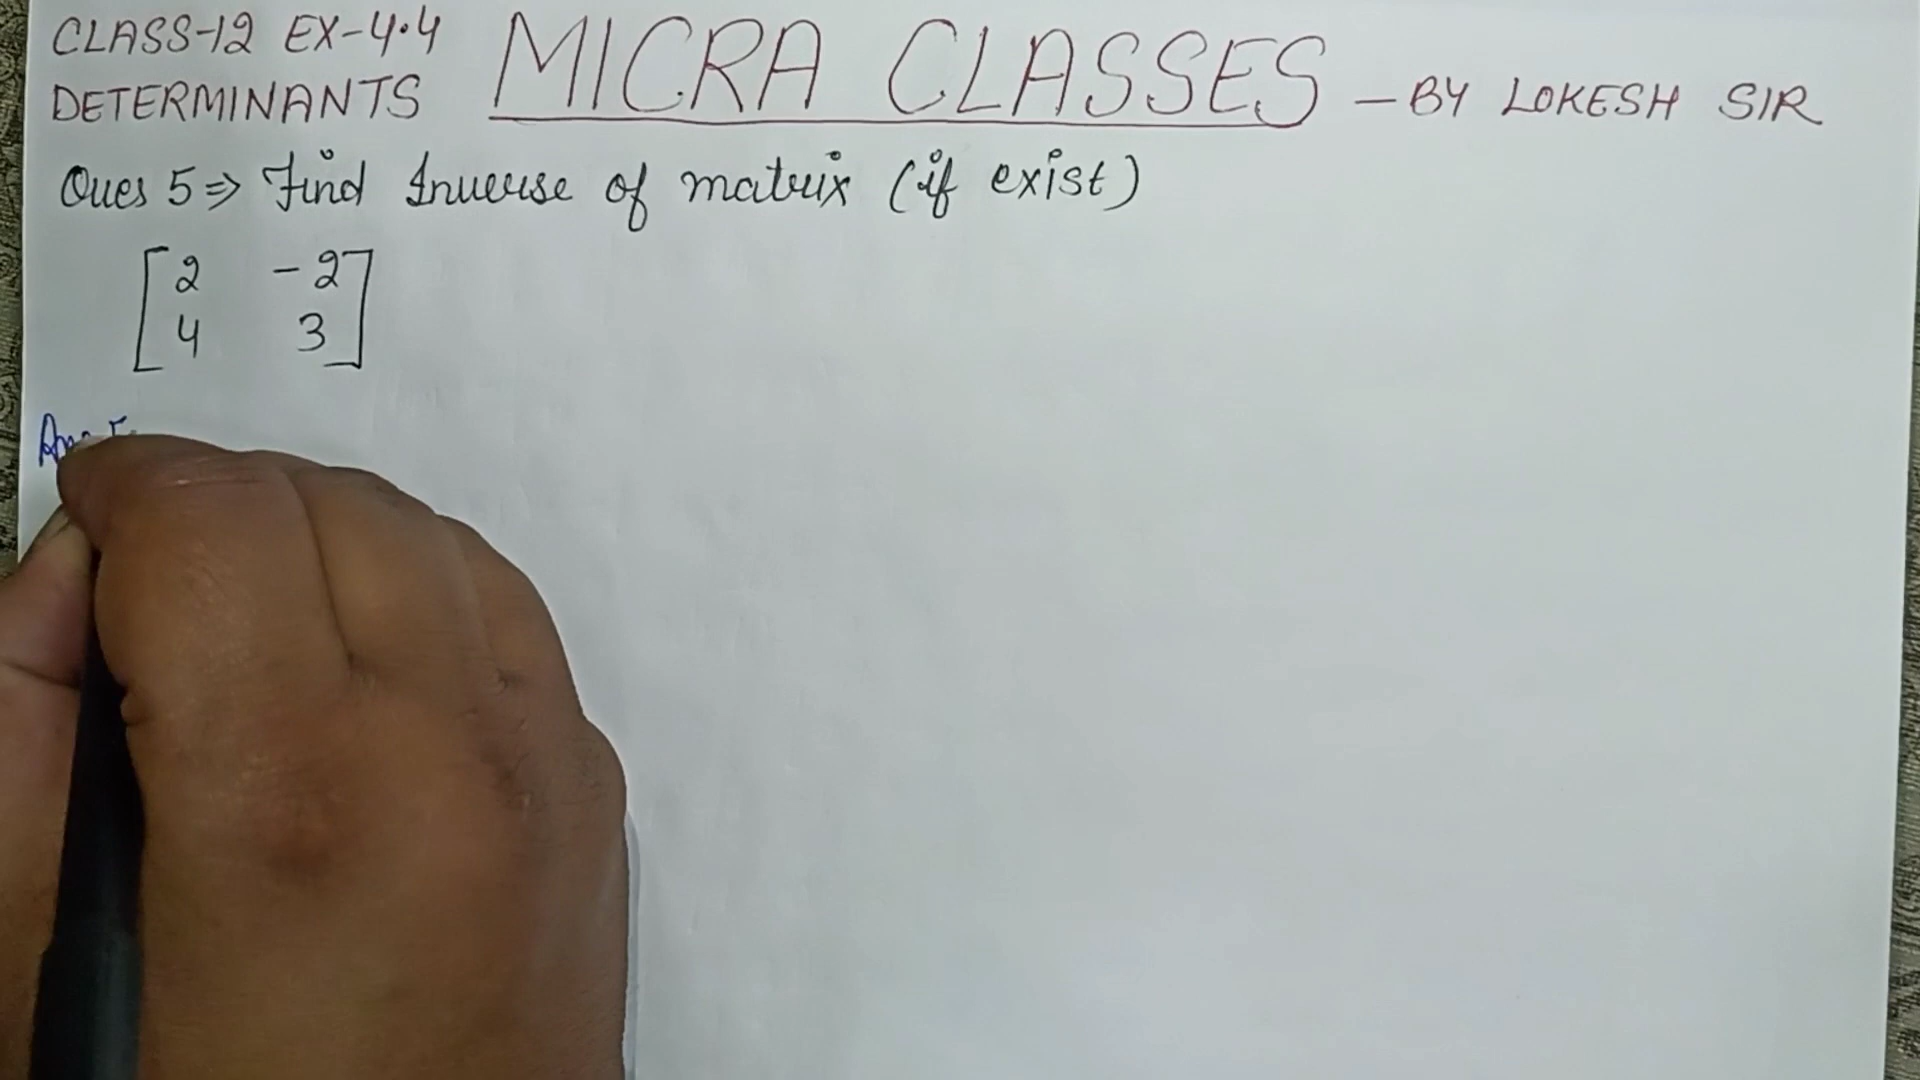 CLASS-12 EX-4.4
DETERMINANTS
MICRA CLASSES - BY LOKESH SIR
Ques 5 ⇒ Find Inverse of matrix (if exist)
[2 -2]
[4 3]